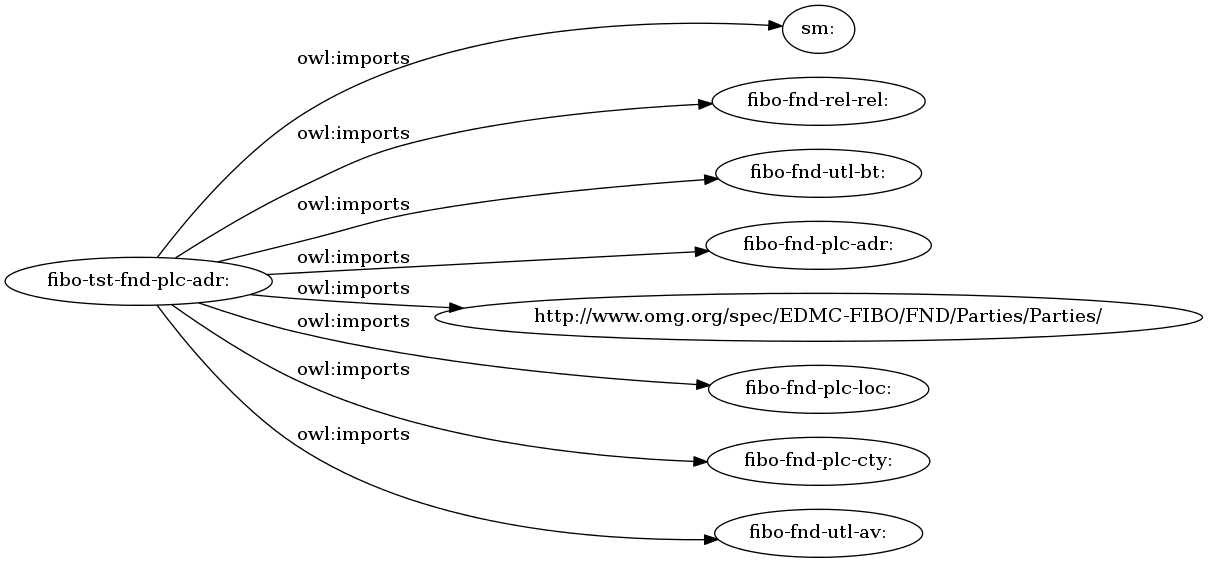 sm:
owl:imports
fibo-fnd-rel-rel:
owl:imports
fibo-fnd-utl-bt:
owl:imports
fibo-fnd-plc-adr:
owl:imports
fibo-tst-fnd-plc-adr:
owl:imports
http://www.omg.org/spec/EDMC-FIBO/FND/Parties/Parties/
owl:imports
fibo-fnd-plc-loc:
owl:imports
fibo-fnd-plc-cty:
owl:imports
fibo-fnd-utl-av: